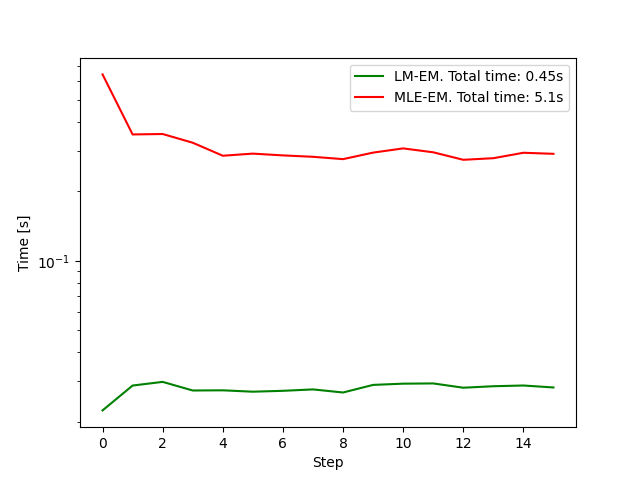 LM-EM. Total time: 0.45s
MLE-EM. Total time: 5.1s
Time [s]
10⁻¹
0 2 4 6 8 10 12 14
Step